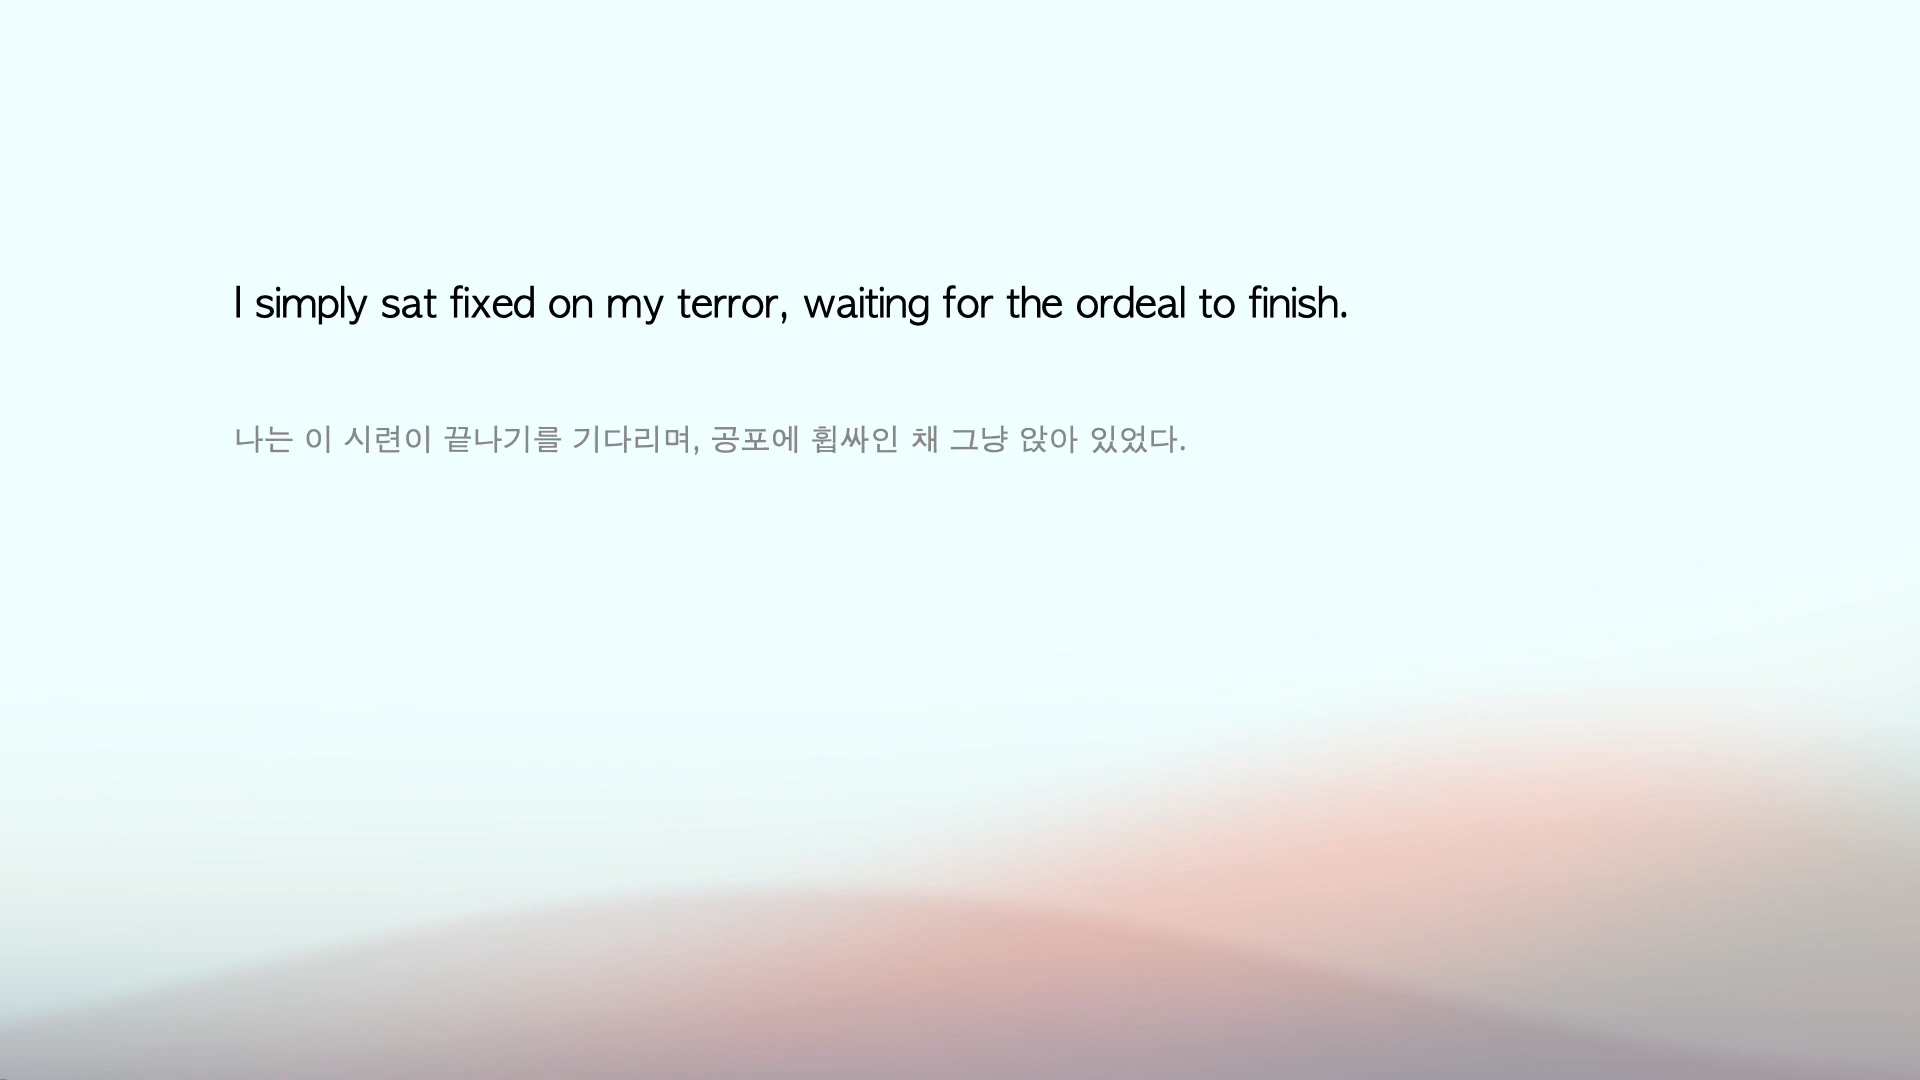 I simply sat fixed on my terror, waiting for the ordeal to finish.
나는 이 시련이 끝나기를 기다리며, 공포에 휩싸인 채 그냥 앉아 있었다.